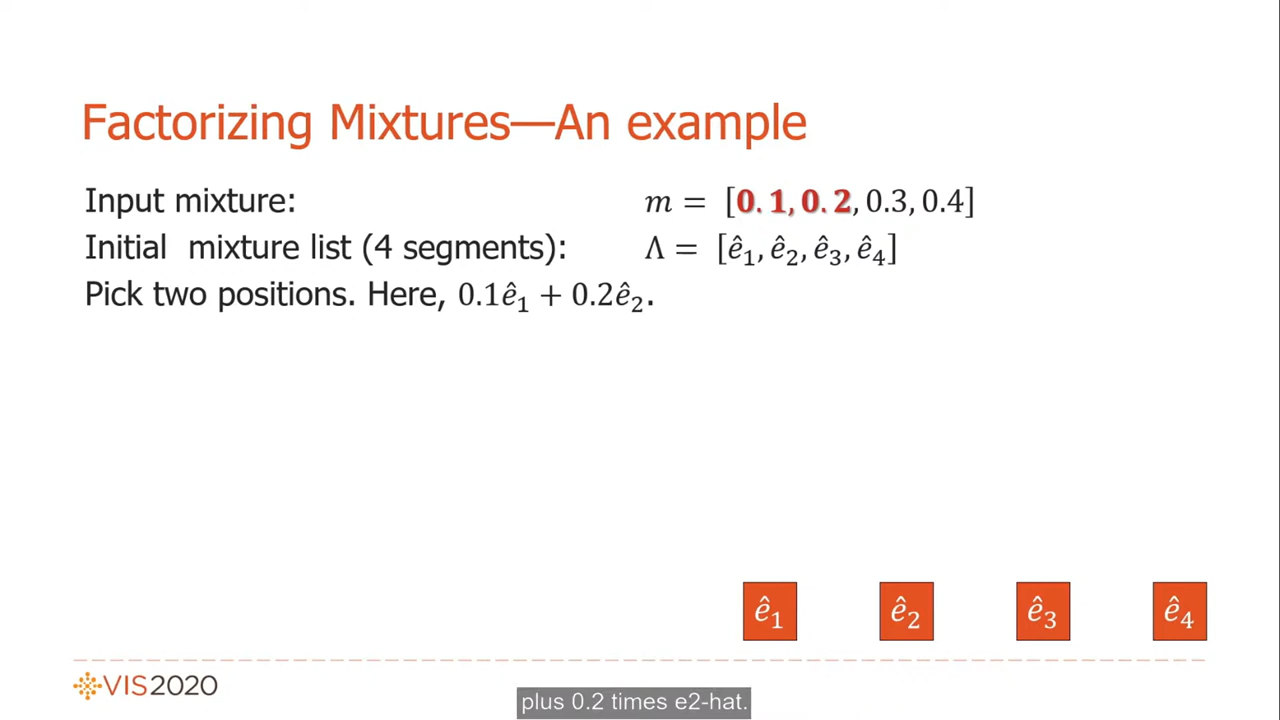 Factorizing Mixtures—An example
Input mixture: m = [0.1, 0.2, 0.3, 0.4]
Initial mixture list (4 segments): Λ = [ê₁, ê₂, ê₃, ê₄]
Pick two positions. Here, 0.1ê₁ + 0.2ê₂.
ê₁ ê₂ ê₃ ê₄
VIS2020
plus 0.2 times e2-hat.